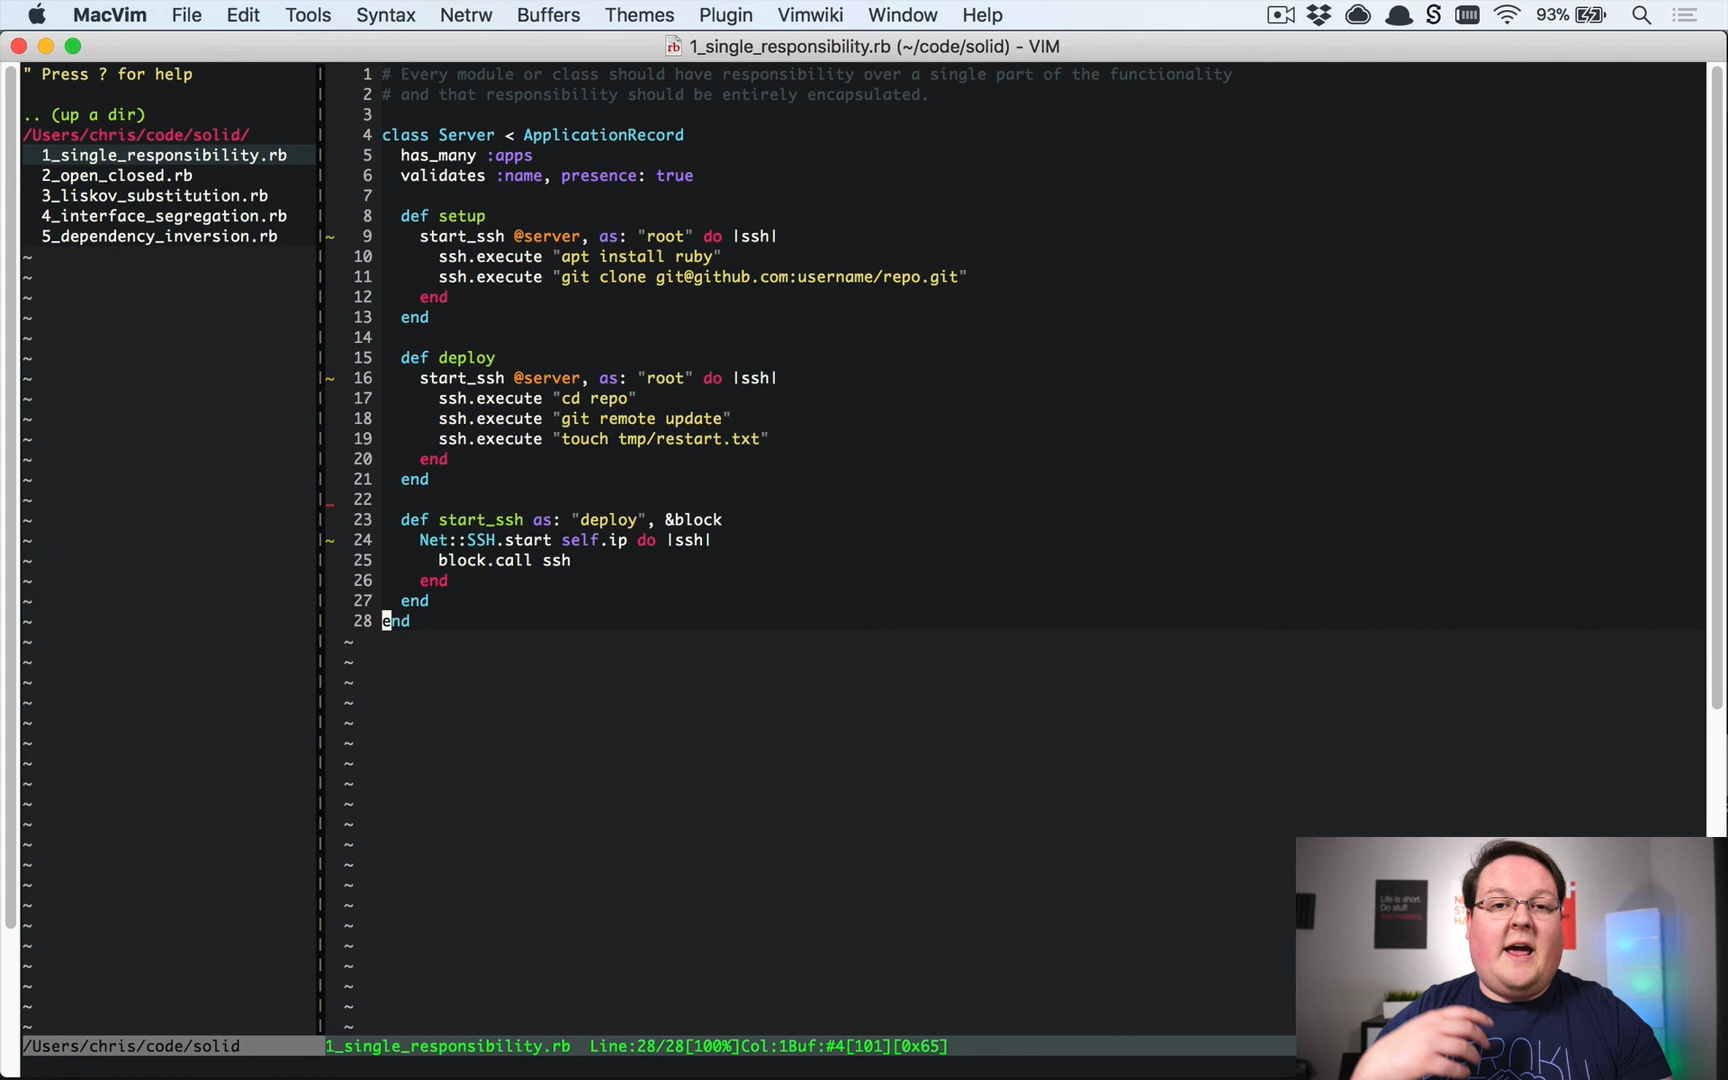 MacVim File Edit Tools Syntax Netrw Buffers Themes Plugin Vimwiki Window Help 93%
1_single_responsibility.rb (~/code/solid) - VIM
" Press ? for help
.. (up a dir)
/Users/chris/code/solid/
1_single_responsibility.rb
2_open_closed.rb
3_liskov_substitution.rb
4_interface_segregation.rb
5_dependency_inversion.rb
1 # Every module or class should have responsibility over a single part of the functionality
2 # and that responsibility should be entirely encapsulated.
3
4 class Server < ApplicationRecord
5   has_many :apps
6   validates :name, presence: true
7
8   def setup
~ 9     start_ssh @server, as: "root" do |ssh|
10       ssh.execute "apt install ruby"
11       ssh.execute "git clone git@github.com:username/repo.git"
12     end
13   end
14
15   def deploy
~ 16     start_ssh @server, as: "root" do |ssh|
17       ssh.execute "cd repo"
18       ssh.execute "git remote update"
19       ssh.execute "touch tmp/restart.txt"
20     end
21   end
_ 22
23   def start_ssh as: "deploy", &block
~ 24     Net::SSH.start self.ip do |ssh|
25       block.call ssh
26     end
27   end
28 end
/Users/chris/code/solid
1_single_responsibility.rb Line:28/28[100%]Col:1Buf:#4[101][0x65]
Life is short.
Do stuff
that matters.